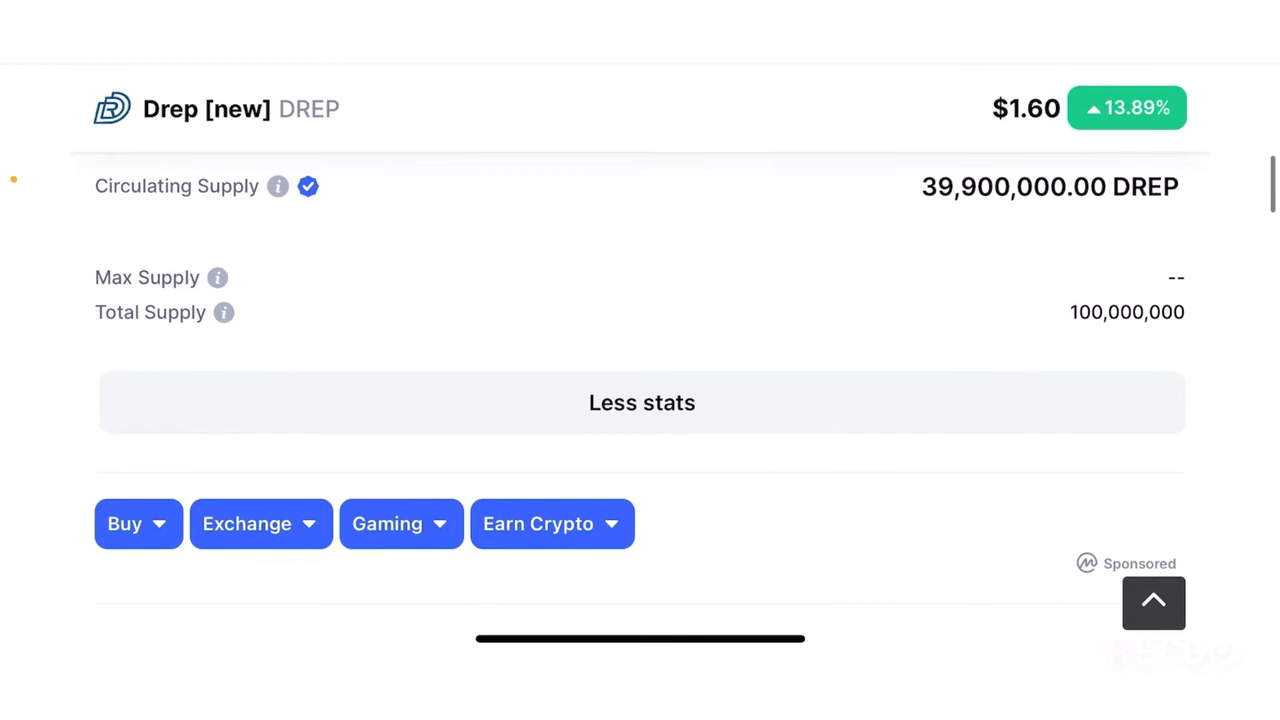 Drep [new] DREP $1.60 13.89%
Circulating Supply 39,900,000.00 DREP
Max Supply --
Total Supply 100,000,000
Less stats
Buy Exchange Gaming Earn Crypto
Sponsored